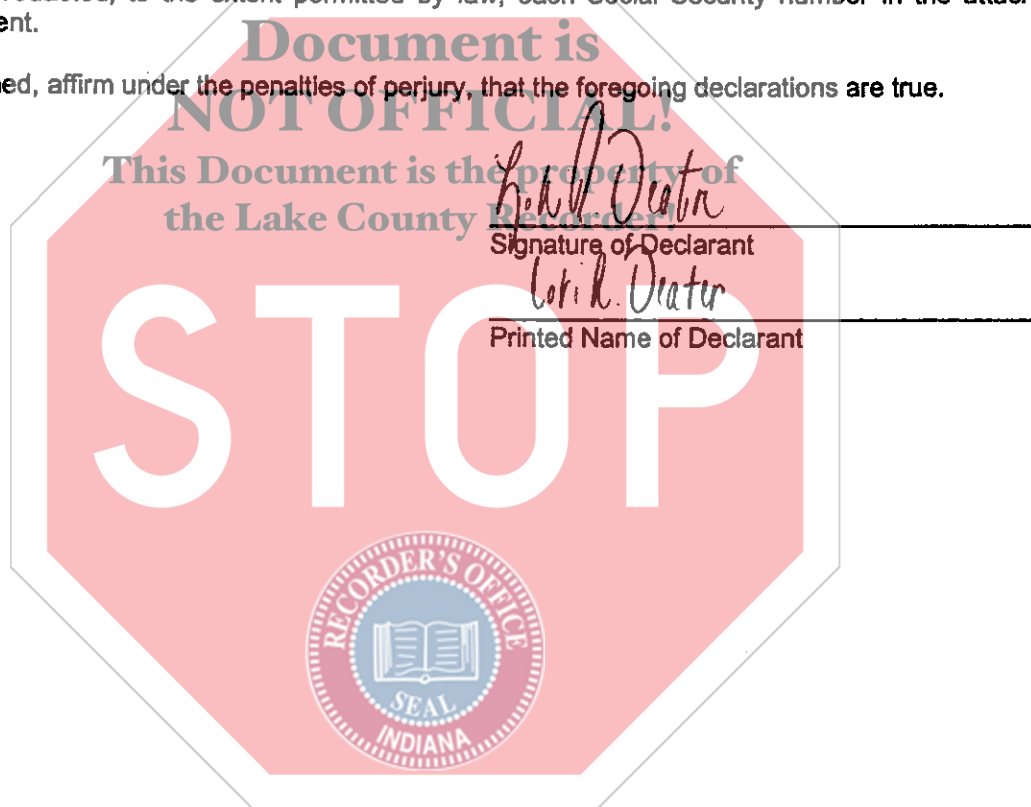 redacted, to the extent permitted by law, each Social Security number in the attac
ent.
Document is
ed, affirm under the penalties of perjury, that the foregoing declarations are true.
NOT OFFICIAL!
This Document is the property of
the Lake County Recorder!
Signature of Declarant
R. Deater
Printed Name of Declarant
STOP
RECORDER'S OFFICE
SEAL
INDIANA